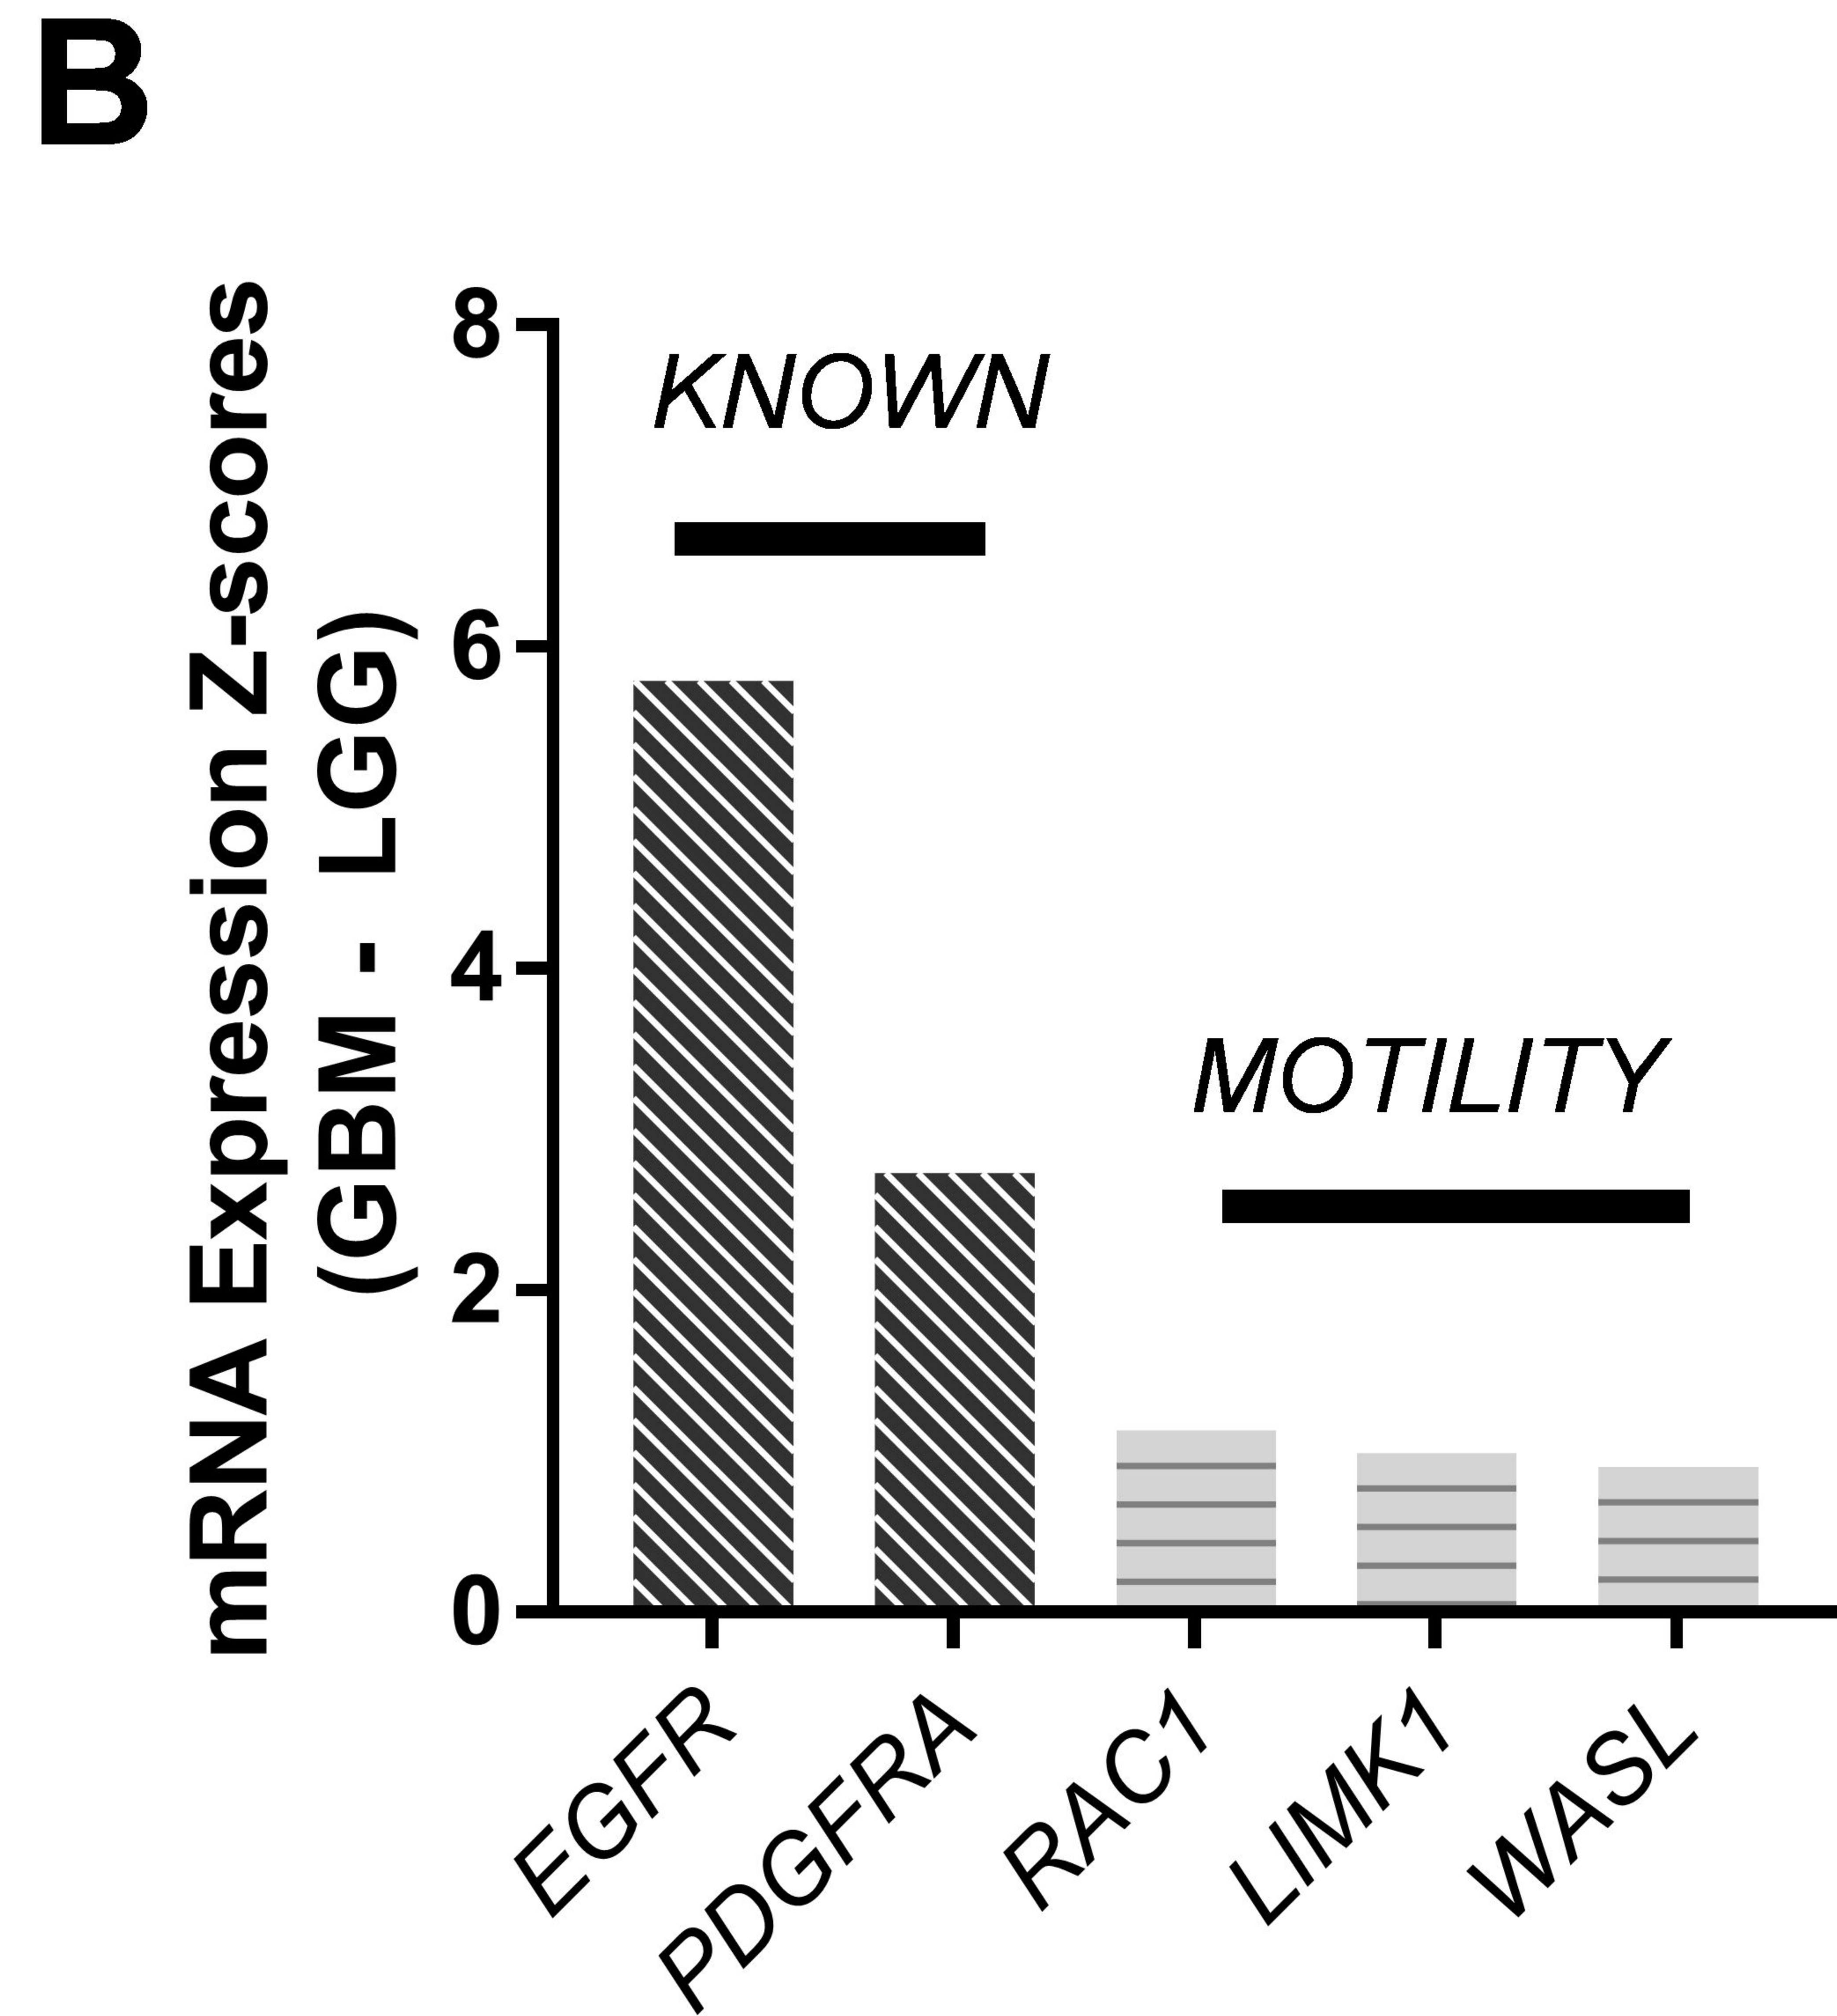 B
mRNA Expression Z-scores
(GBM - LGG)
8
6
4
2
0
KNOWN
MOTILITY
EGFR
PDGFRA
RAC1
LIMK1
WASL